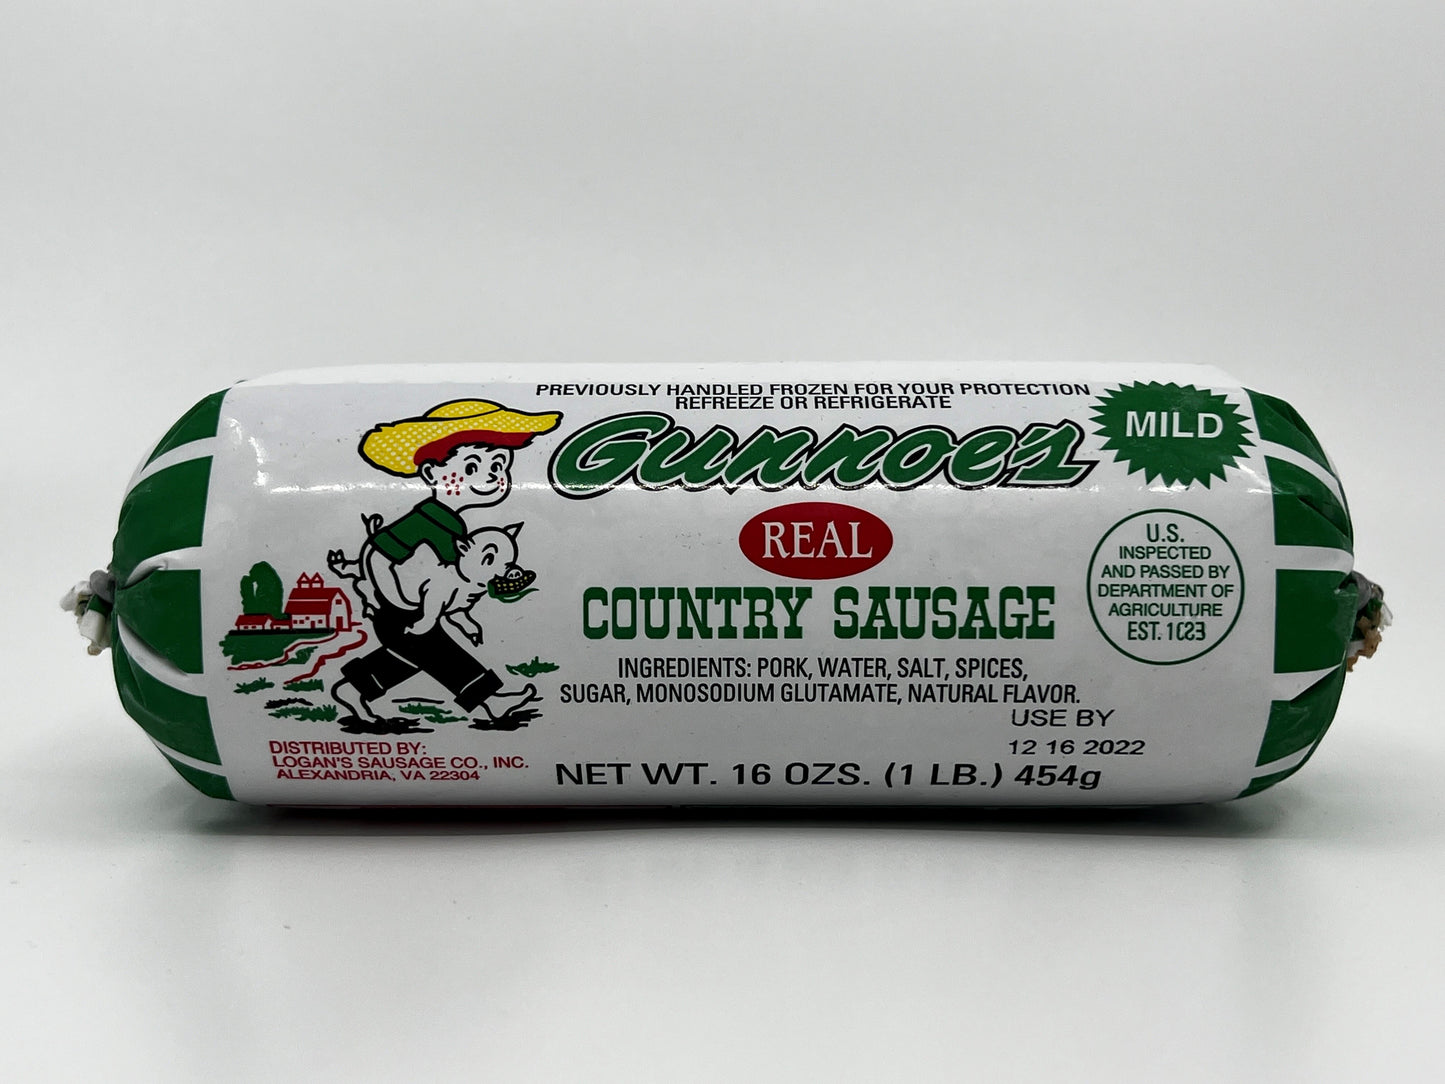 PREVIOUSLY HANDLED FROZEN FOR YOUR PROTECTION
REFREEZE OR REFRIGERATE
Gunnoe's
MILD
REAL
COUNTRY SAUSAGE
U.S.
INSPECTED
AND PASSED BY
DEPARTMENT OF
AGRICULTURE
EST.
INGREDIENTS: PORK, WATER, SALT, SPICES,
SUGAR, MONOSODIUM GLUTAMATE, NATURAL FLAVOR.
USE BY
12 16 2022
DISTRIBUTED BY:
LOGAN'S SAUSAGE CO., INC.
ALEXANDRIA, VA 22304
NET WT. 16 OZS. (1 LB.) 454g